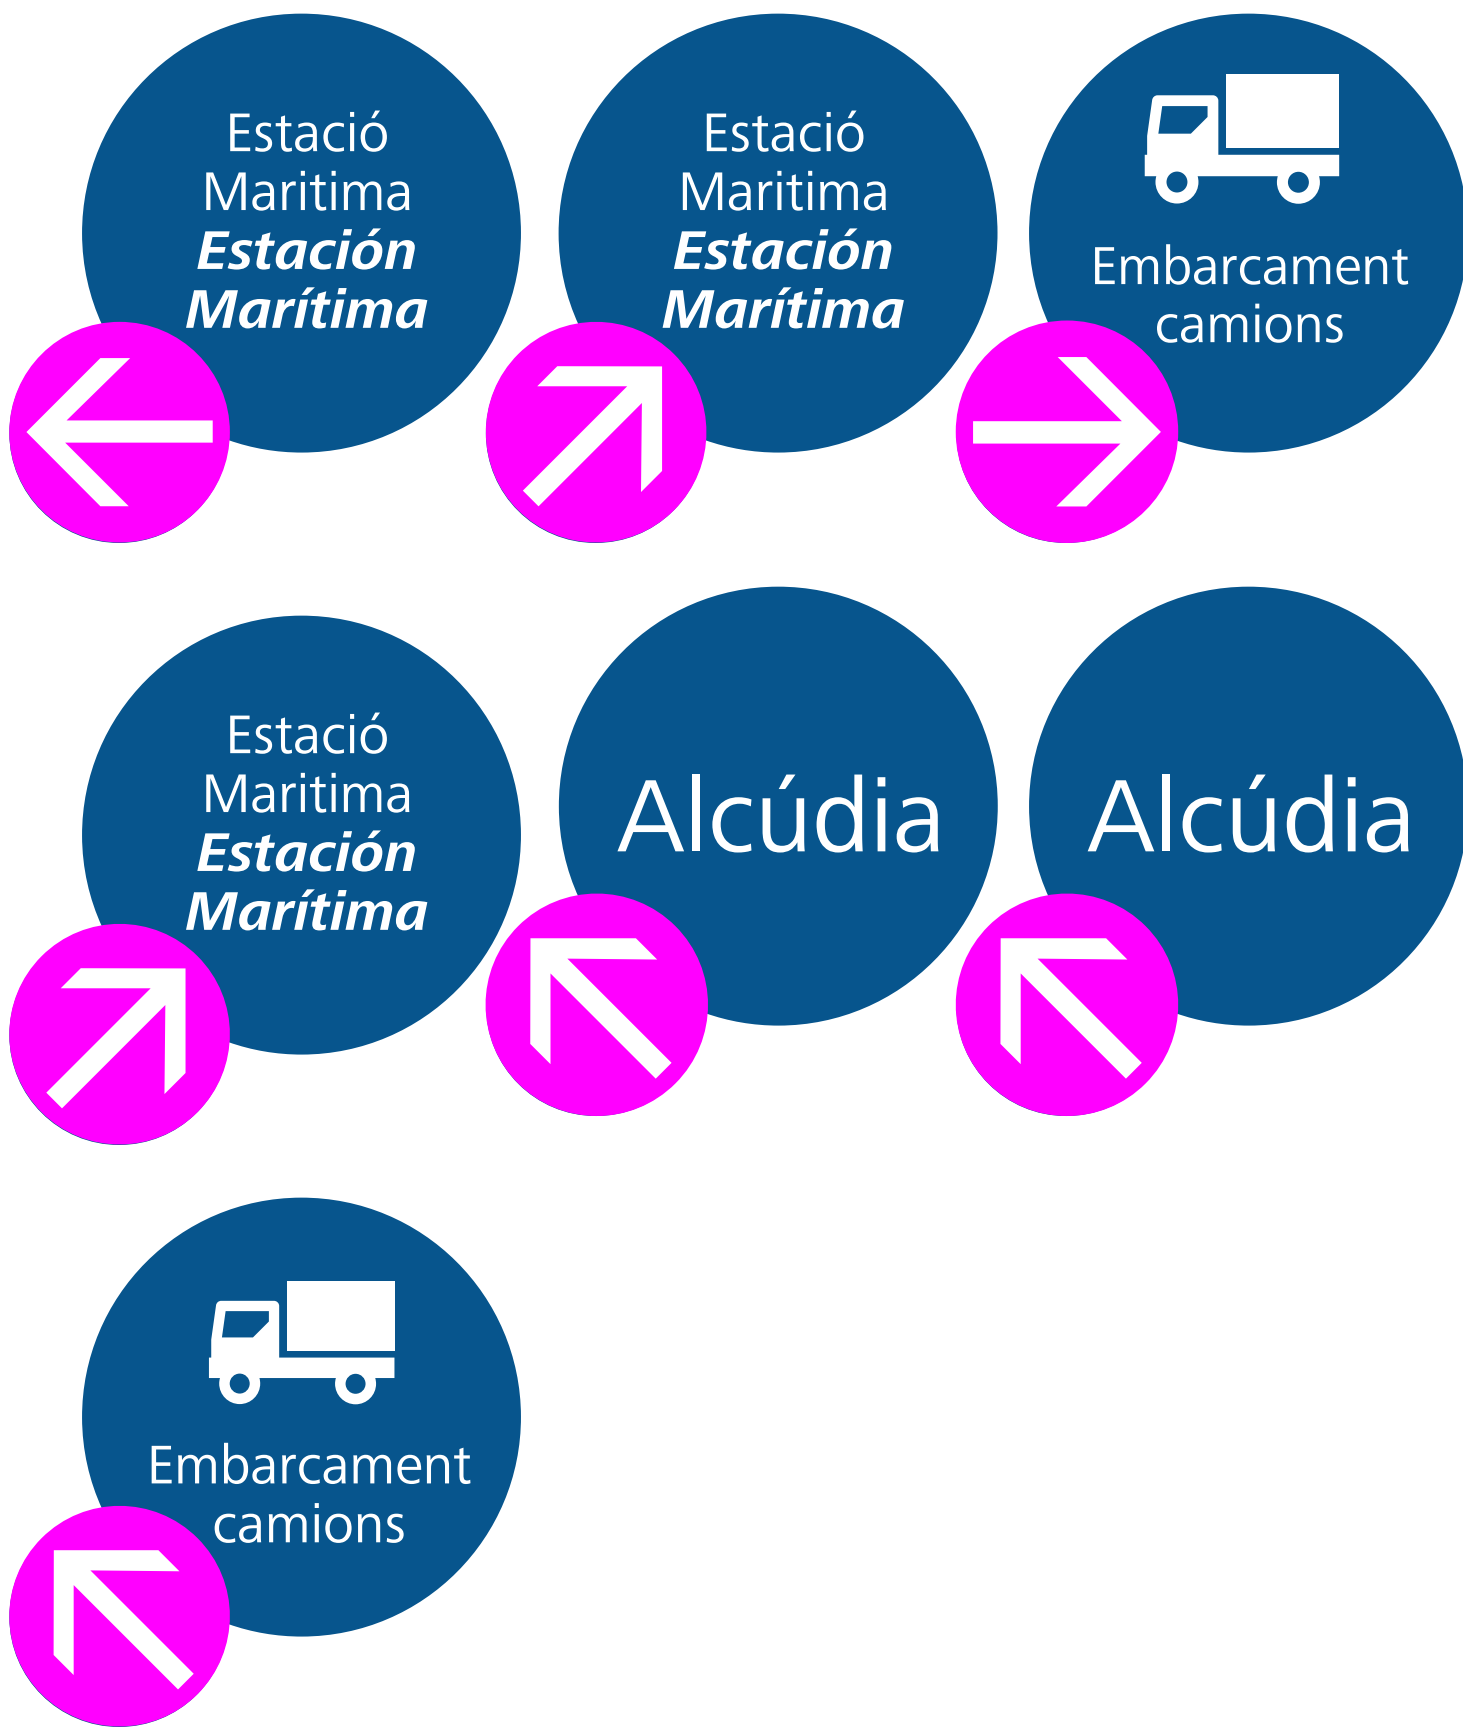 Estació
Maritima
Estación
Marítima
Estació
Maritima
Estación
Marítima
Embarcament
camions
Estació
Maritima
Estación
Marítima
Alcúdia
Alcúdia
Embarcament
camions